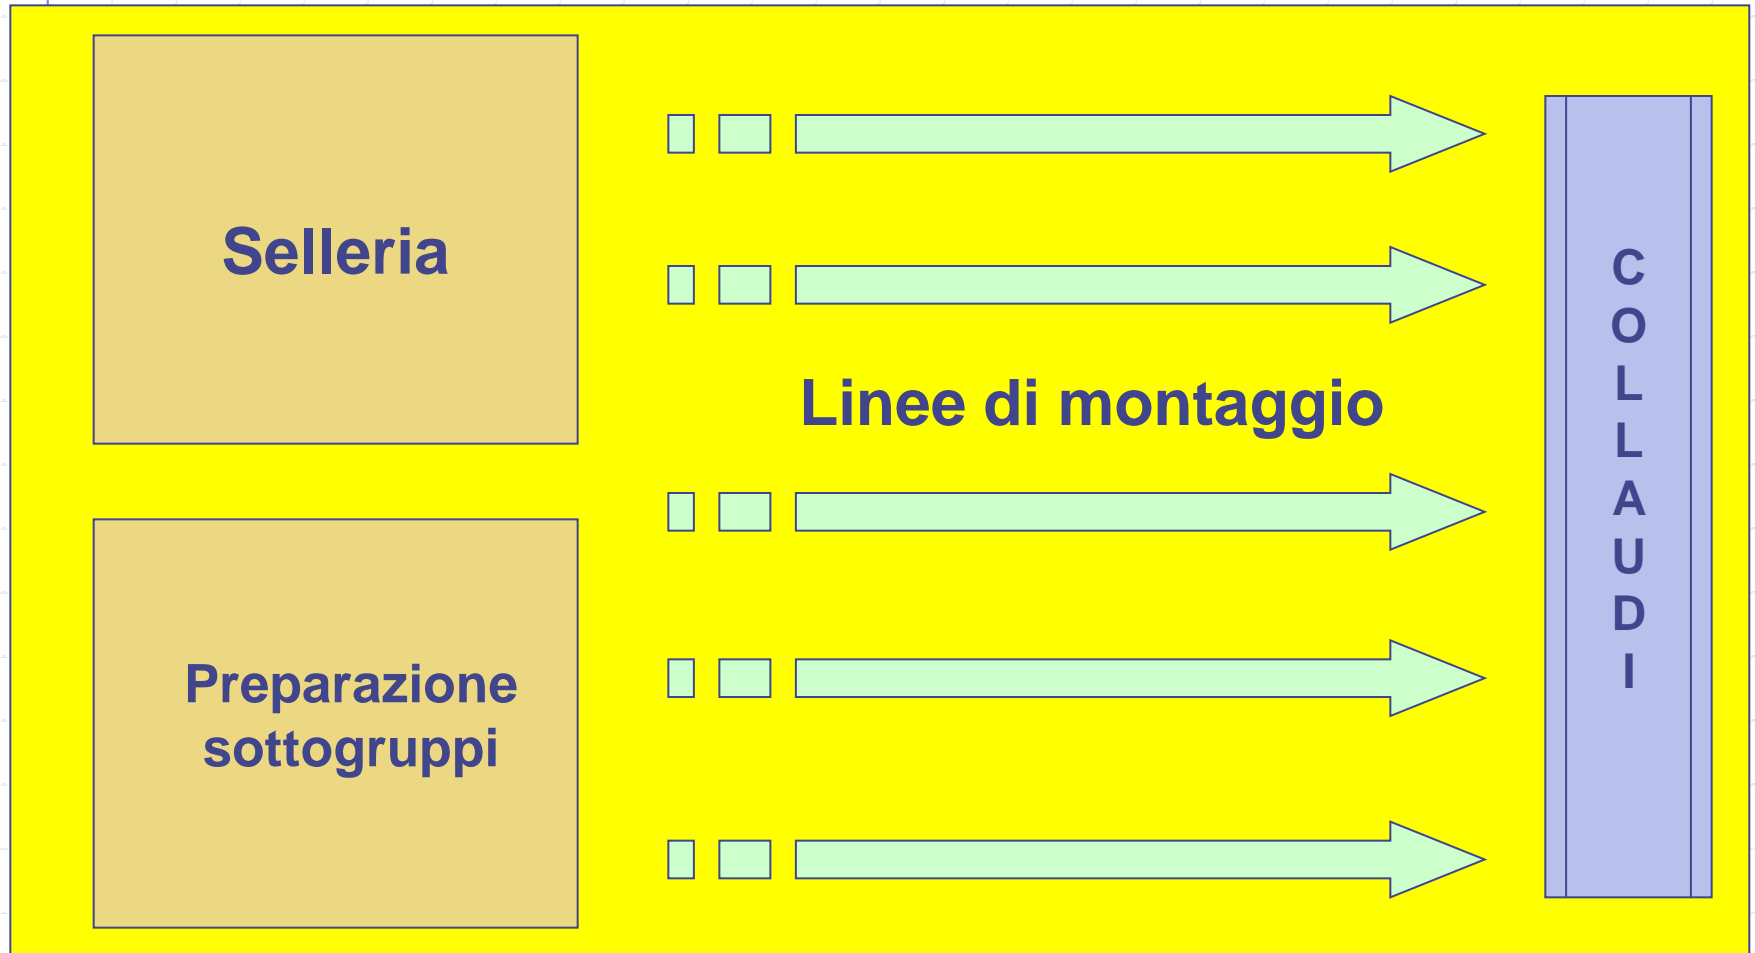 Selleria
Linee di montaggio
Preparazione
sottogruppi
C
O
L
L
A
U
D
I